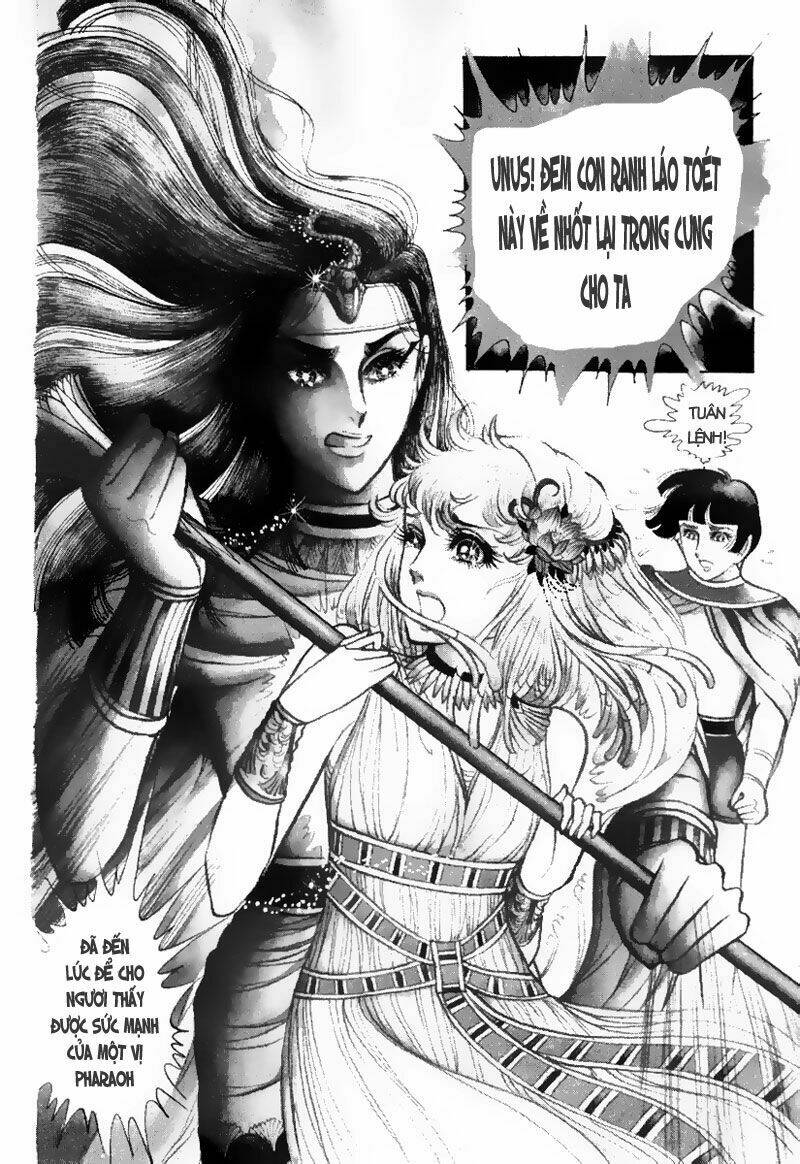 UNUS! ĐEM CON RANH LÁO TOÉT
NÀY VỀ NHỐT LẠI TRONG CUNG
CHO TA
TUÂN
LỆNH!
ĐÃ ĐẾN
LÚC ĐỂ CHO
NGƯƠI THẤY
ĐƯỢC SỨC MẠNH
CỦA MỘT VỊ
PHARAOH